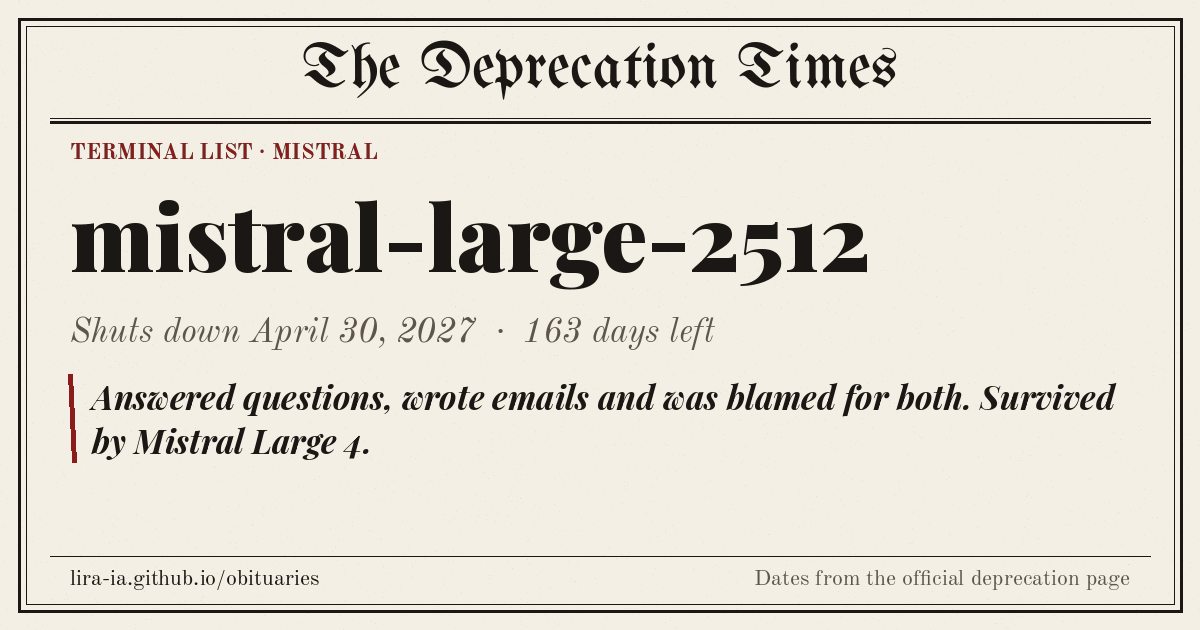 The Deprecation Times
TERMINAL LIST · MISTRAL
mistral-large-2512
Shuts down April 30, 2027 · 163 days left
Answered questions, wrote emails and was blamed for both. Survived
by Mistral Large 4.
lira-ia.github.io/obituaries
Dates from the official deprecation page